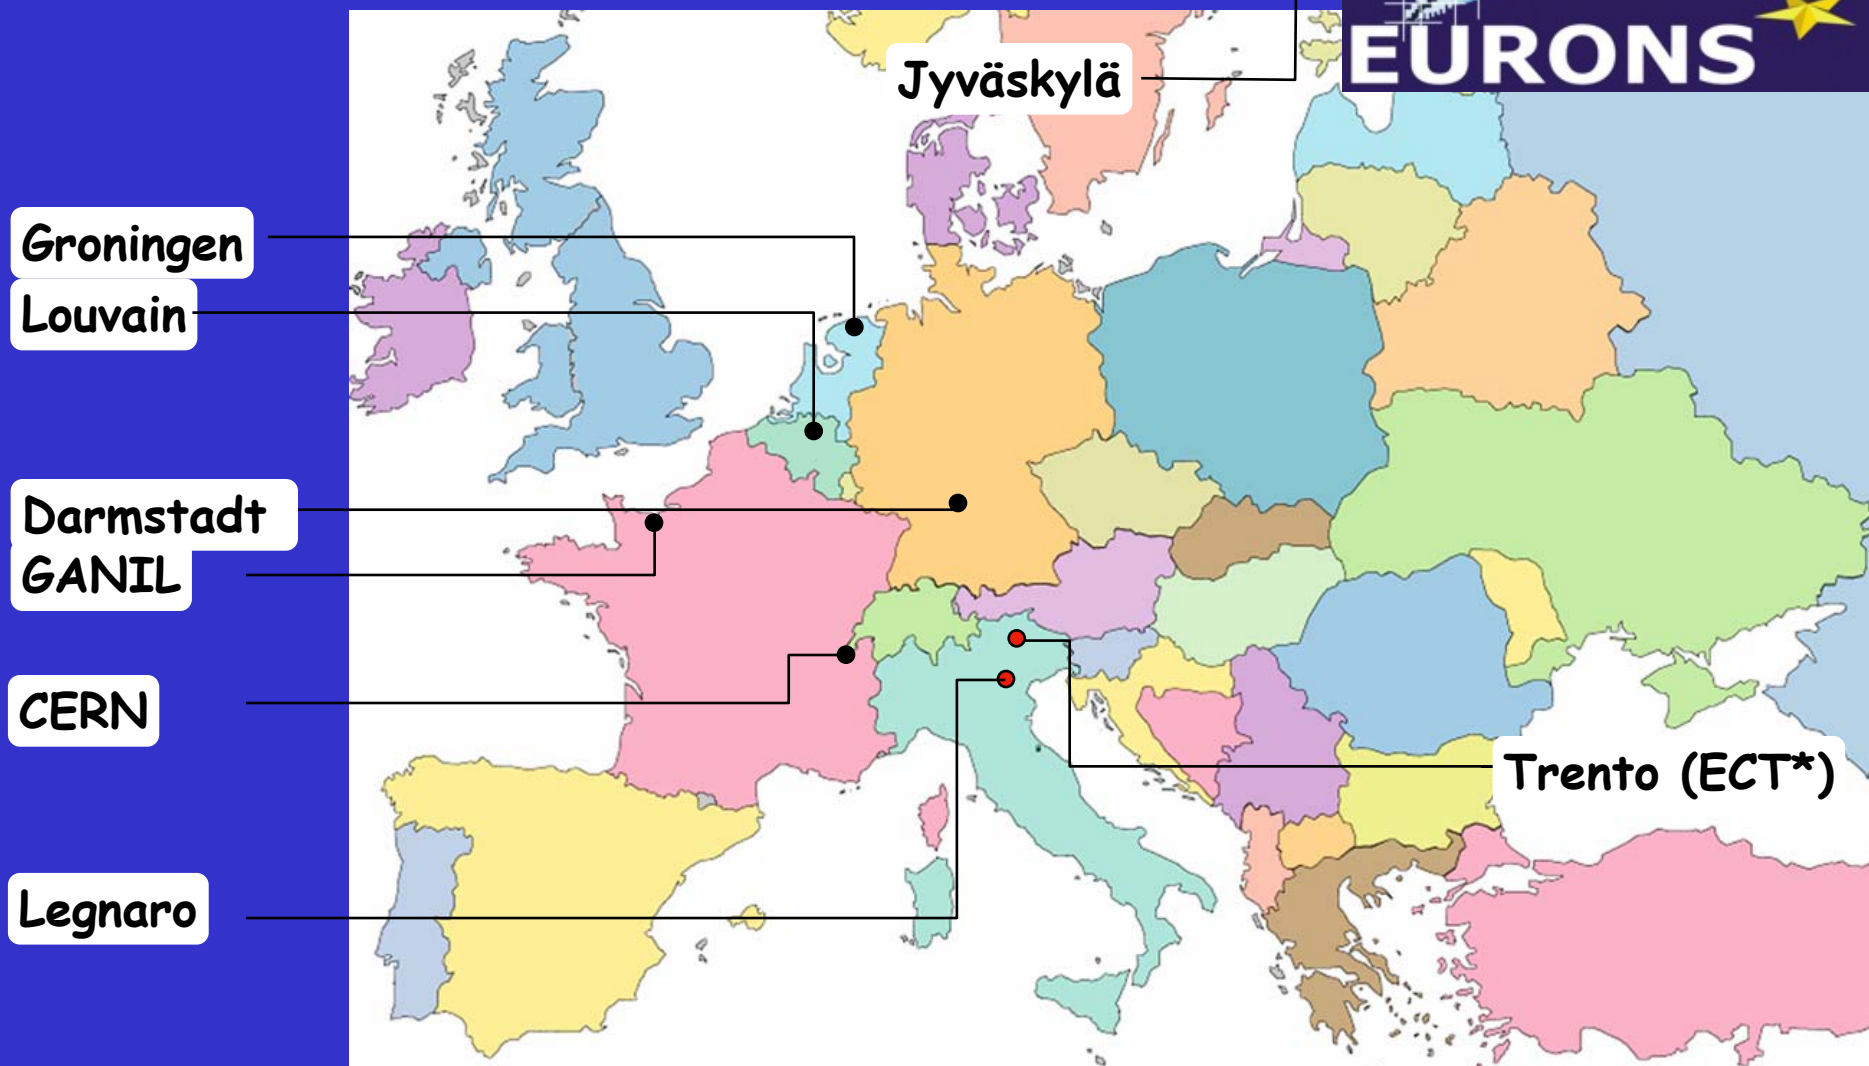 EURONS
Jyväskylä
Groningen
Louvain
Darmstadt
GANIL
CERN
Trento (ECT*)
Legnaro